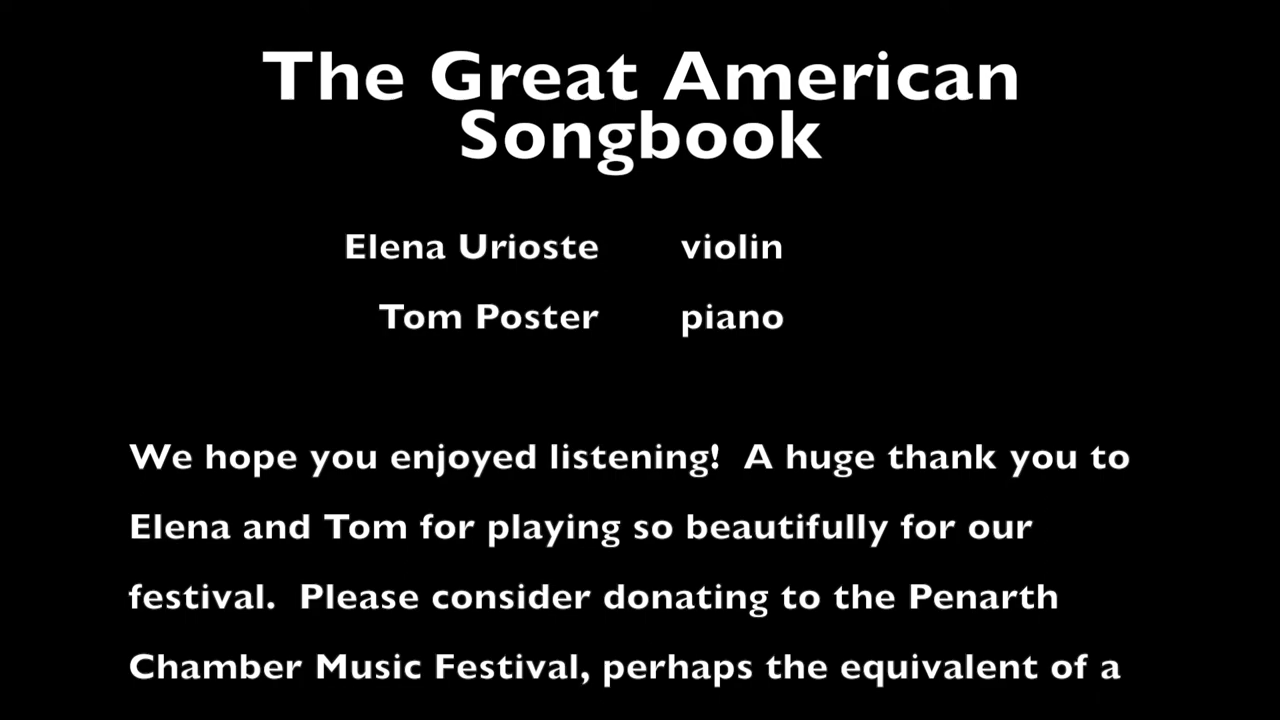 The Great American
Songbook
Elena Urioste violin
Tom Poster piano
We hope you enjoyed listening! A huge thank you to
Elena and Tom for playing so beautifully for our
festival. Please consider donating to the Penarth
Chamber Music Festival, perhaps the equivalent of a